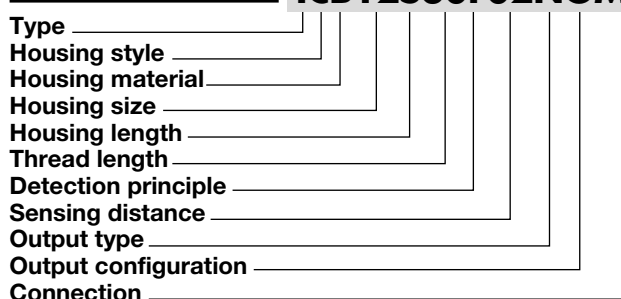 Type
Housing style
Housing material
Housing size
Housing length
Thread length
Detection principle
Sensing distance
Output type
Output configuration
Connection